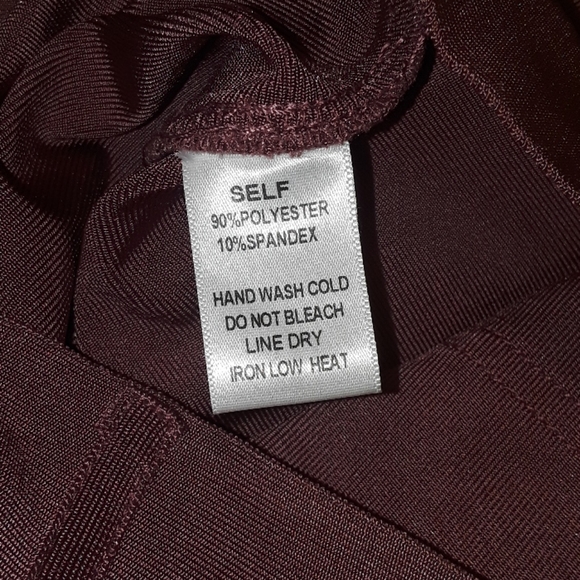 SELF
90%POLYESTER
10%SPANDEX
HAND WASH COLD
DO NOT BLEACH
LINE DRY
IRON LOW HEAT